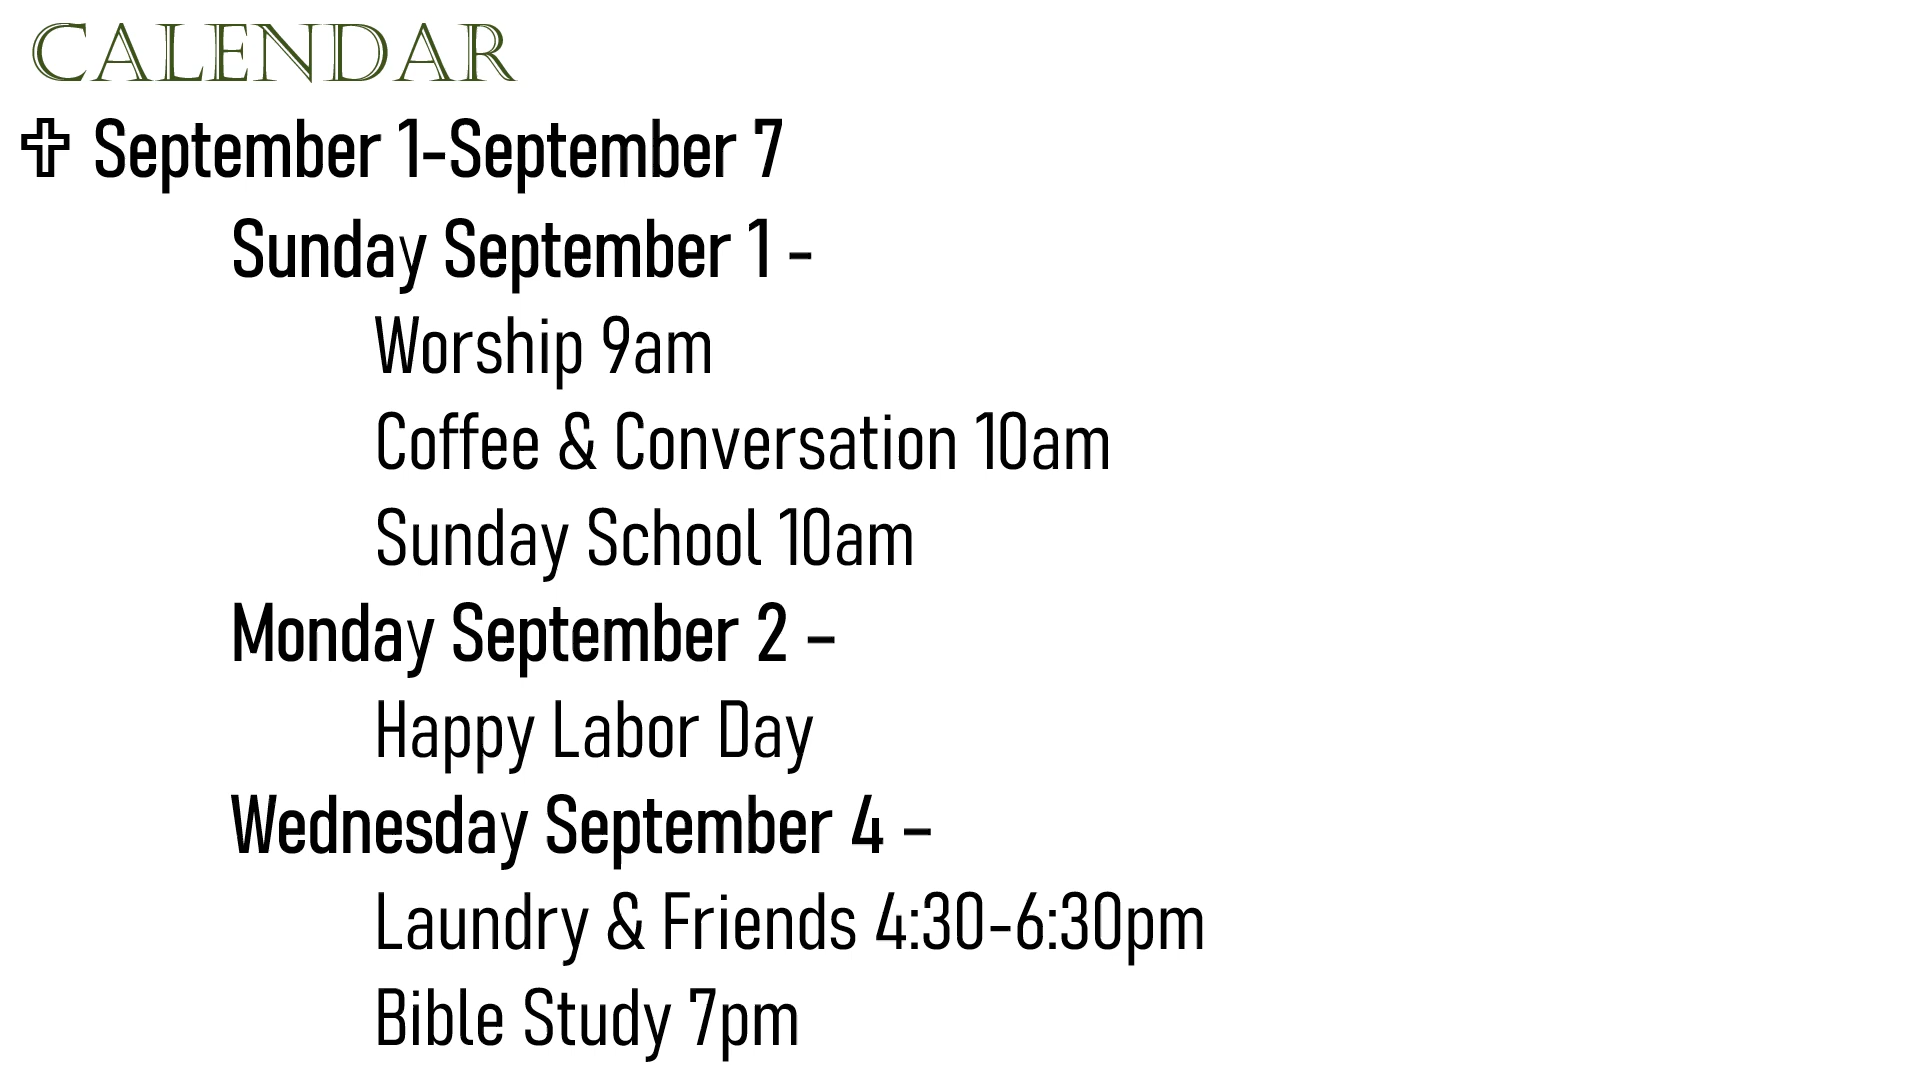 CALENDAR
✞ September 1-September 7
Sunday September 1 -
Worship 9am
Coffee & Conversation 10am
Sunday School 10am
Monday September 2 –
Happy Labor Day
Wednesday September 4 –
Laundry & Friends 4:30-6:30pm
Bible Study 7pm